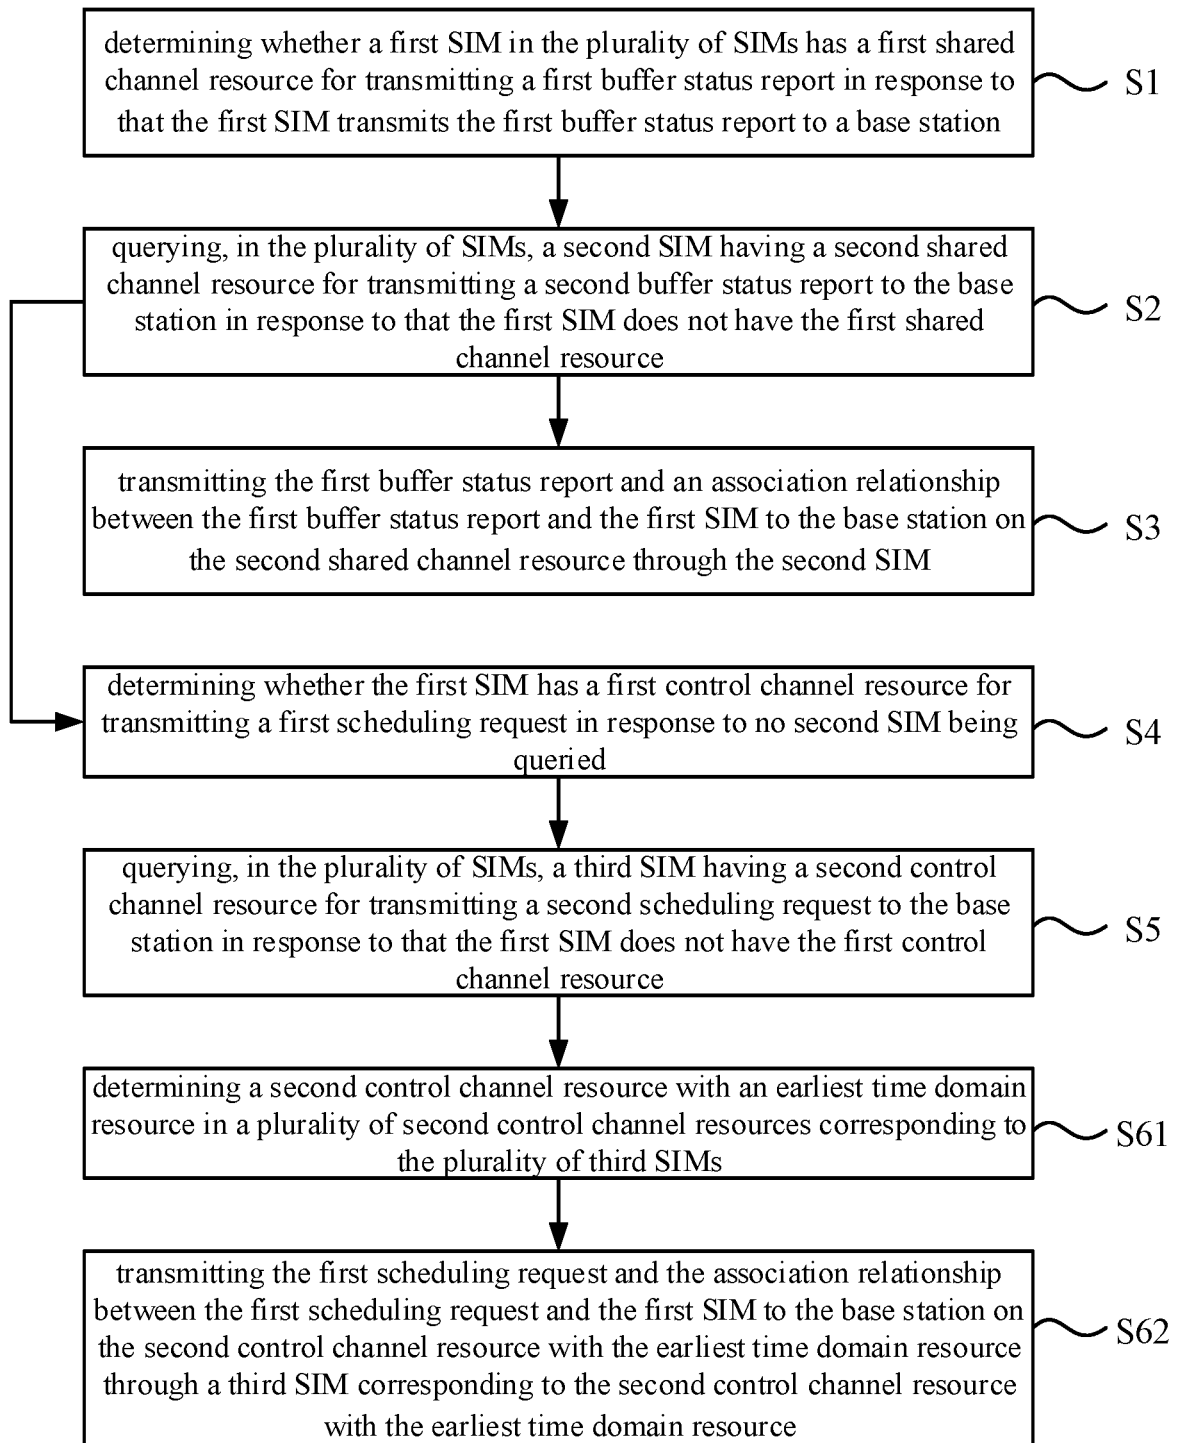 determining whether a first SIM in the plurality of SIMs has a first shared
channel resource for transmitting a first buffer status report in response to
that the first SIM transmits the first buffer status report to a base station
S1
querying, in the plurality of SIMs, a second SIM having a second shared
channel resource for transmitting a second buffer status report to the base
station in response to that the first SIM does not have the first shared
channel resource
S2
transmitting the first buffer status report and an association relationship
between the first buffer status report and the first SIM to the base station on
the second shared channel resource through the second SIM
S3
determining whether the first SIM has a first control channel resource for
transmitting a first scheduling request in response to no second SIM being
queried
S4
querying, in the plurality of SIMs, a third SIM having a second control
channel resource for transmitting a second scheduling request to the base
station in response to that the first SIM does not have the first control
channel resource
S5
determining a second control channel resource with an earliest time domain
resource in a plurality of second control channel resources corresponding to
the plurality of third SIMs
S61
transmitting the first scheduling request and the association relationship
between the first scheduling request and the first SIM to the base station on
the second control channel resource with the earliest time domain resource
through a third SIM corresponding to the second control channel resource
with the earliest time domain resource
S62